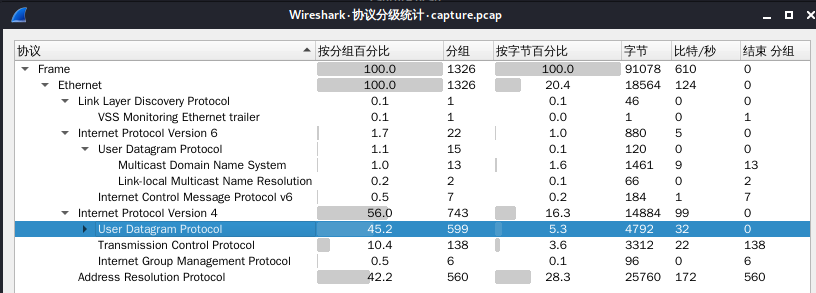 Wireshark·协议分级统计·capture.pcap
协议 按分组百分比 分组 按字节百分比 字节 比特/秒 结束 分组
Frame 100.0 1326 100.0 91078 610 0
Ethernet 100.0 1326 20.4 18564 124 0
Link Layer Discovery Protocol 0.1 1 0.1 46 0 0
VSS Monitoring Ethernet trailer 0.1 1 0.0 1 0 1
Internet Protocol Version 6 1.7 22 1.0 880 5 0
User Datagram Protocol 1.1 15 0.1 120 0 0
Multicast Domain Name System 1.0 13 1.6 1461 9 13
Link-local Multicast Name Resolution 0.2 2 0.1 66 0 2
Internet Control Message Protocol v6 0.5 7 0.2 184 1 7
Internet Protocol Version 4 56.0 743 16.3 14884 99 0
User Datagram Protocol 45.2 599 5.3 4792 32 0
Transmission Control Protocol 10.4 138 3.6 3312 22 138
Internet Group Management Protocol 0.5 6 0.1 96 0 6
Address Resolution Protocol 42.2 560 28.3 25760 172 560